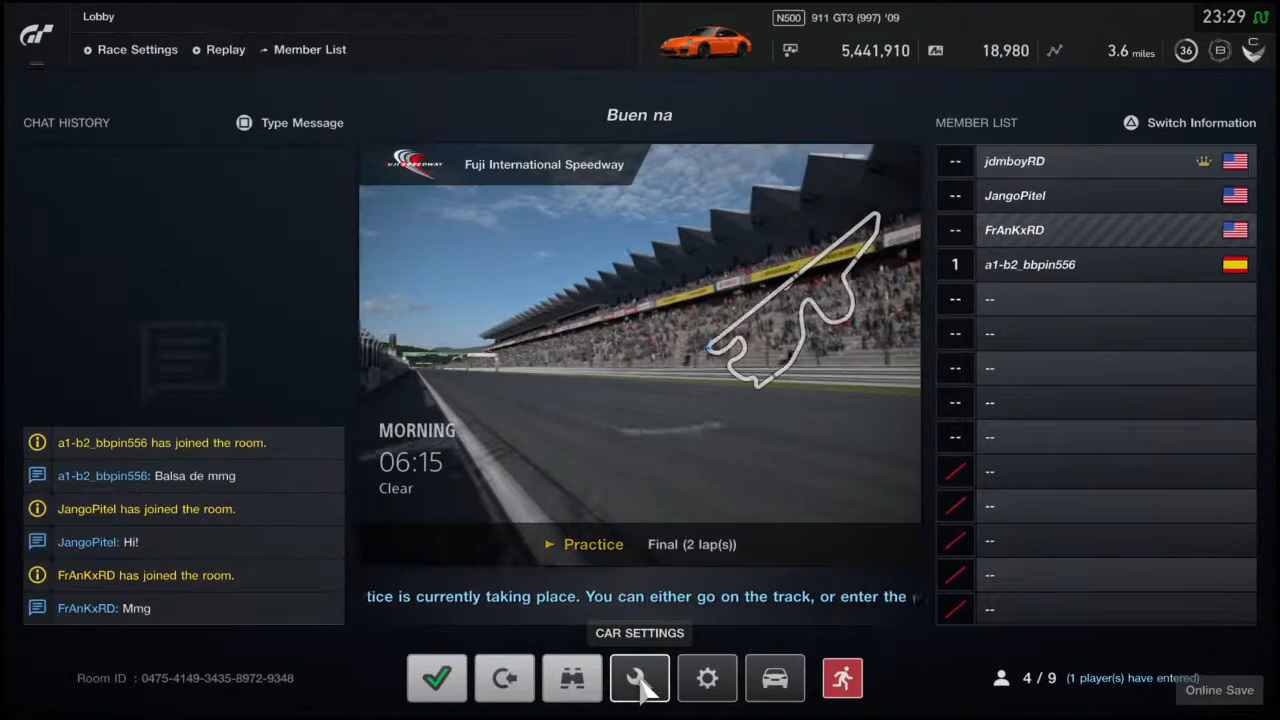 Lobby
N500 911 GT3 (997) '09
23:29
Race Settings Replay Member List
5,441,910 18,980 3.6 miles 36 B C
CHAT HISTORY Type Message
Buen na
MEMBER LIST Switch Information
Fuji International Speedway
-- jdmboyRD
-- JangoPitel
-- FrAnKxRD
1 a1-b2_bbpin556
-- --
-- --
-- --
-- --
-- --
--
--
--
--
--
MORNING
06:15
Clear
a1-b2_bbpin556 has joined the room.
a1-b2_bbpin556: Balsa de mmg
JangoPitel has joined the room.
JangoPitel: Hi!
FrAnKxRD has joined the room.
FrAnKxRD: Mmg
Practice Final (2 lap(s))
tice is currently taking place. You can either go on the track, or enter the
CAR SETTINGS
Room ID : 0475-4149-3435-8972-9348
4 / 9 (1 player(s) have entered)
Online Save